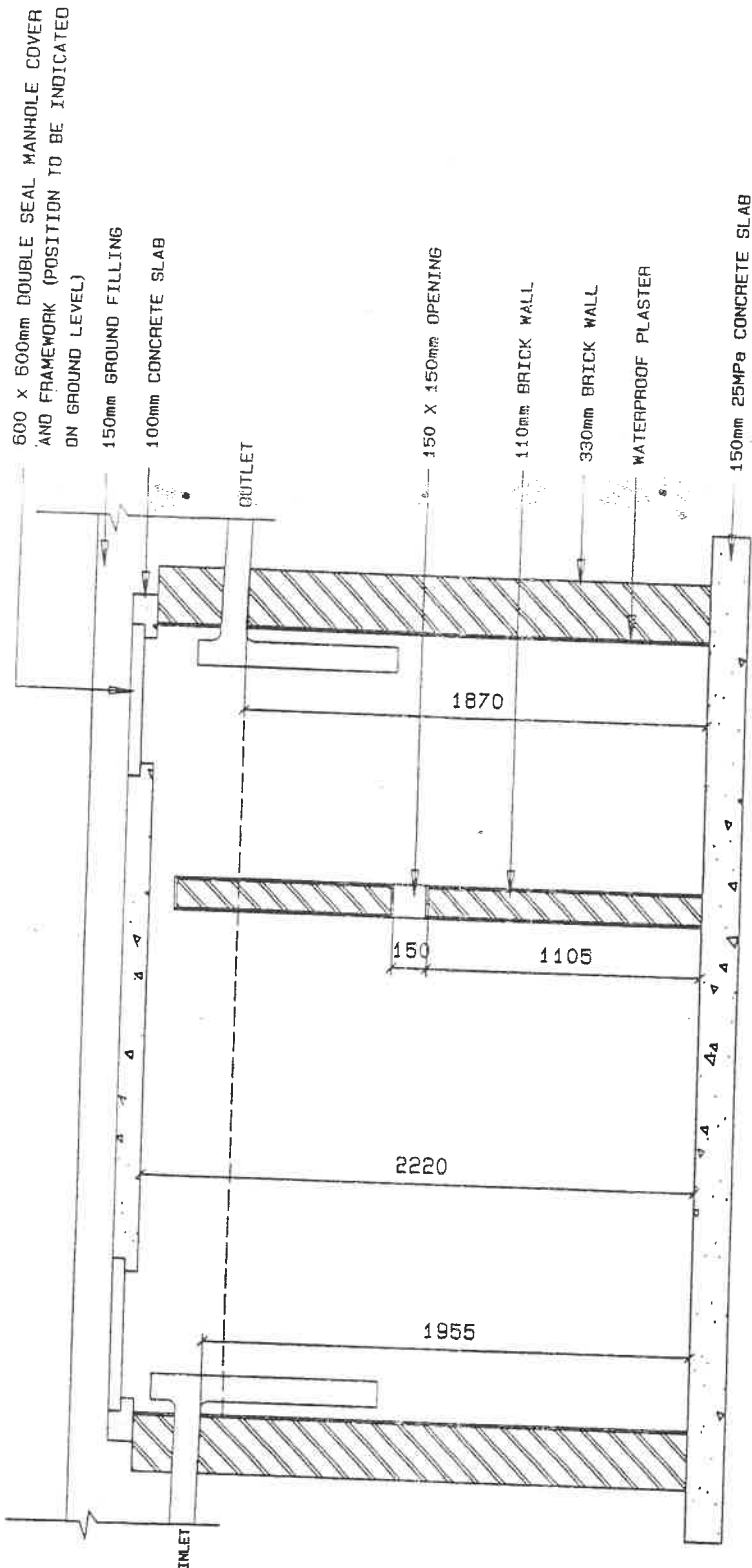 600 X 600mm DOUBLE SEAL MANHOLE COVER
AND FRAMEWORK (POSITION TO BE INDICATED
ON GROUND LEVEL)
150mm GROUND FILLING
100mm CONCRETE SLAB
OUTLET
150 X 150mm OPENING
110mm BRICK WALL
330mm BRICK WALL
WATERPROOF PLASTER
150mm 25MPa CONCRETE SLAB
1870
150
1105
2220
1955
INLET